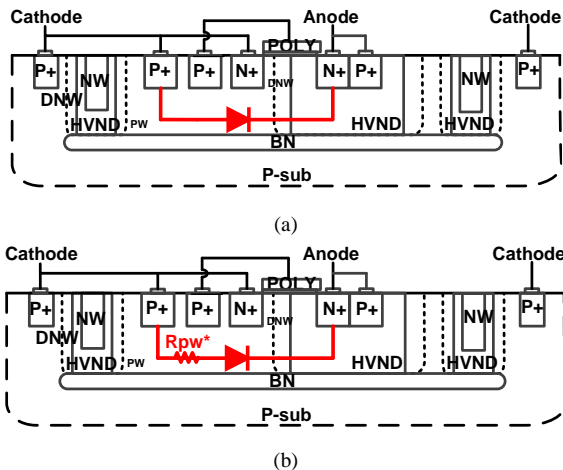 Cathode Anode Cathode
POLY
P+ NW P+ P+ N+ DNW N+ P+ NW P+
DNW
HVND PW HVND HVND
BN
P-sub
(a)
Cathode Anode Cathode
POLY
P+ NW P+ P+ N+ DNW N+ P+ NW P+
DNW Rpw*
HVND PW HVND HVND
BN
P-sub
(b)